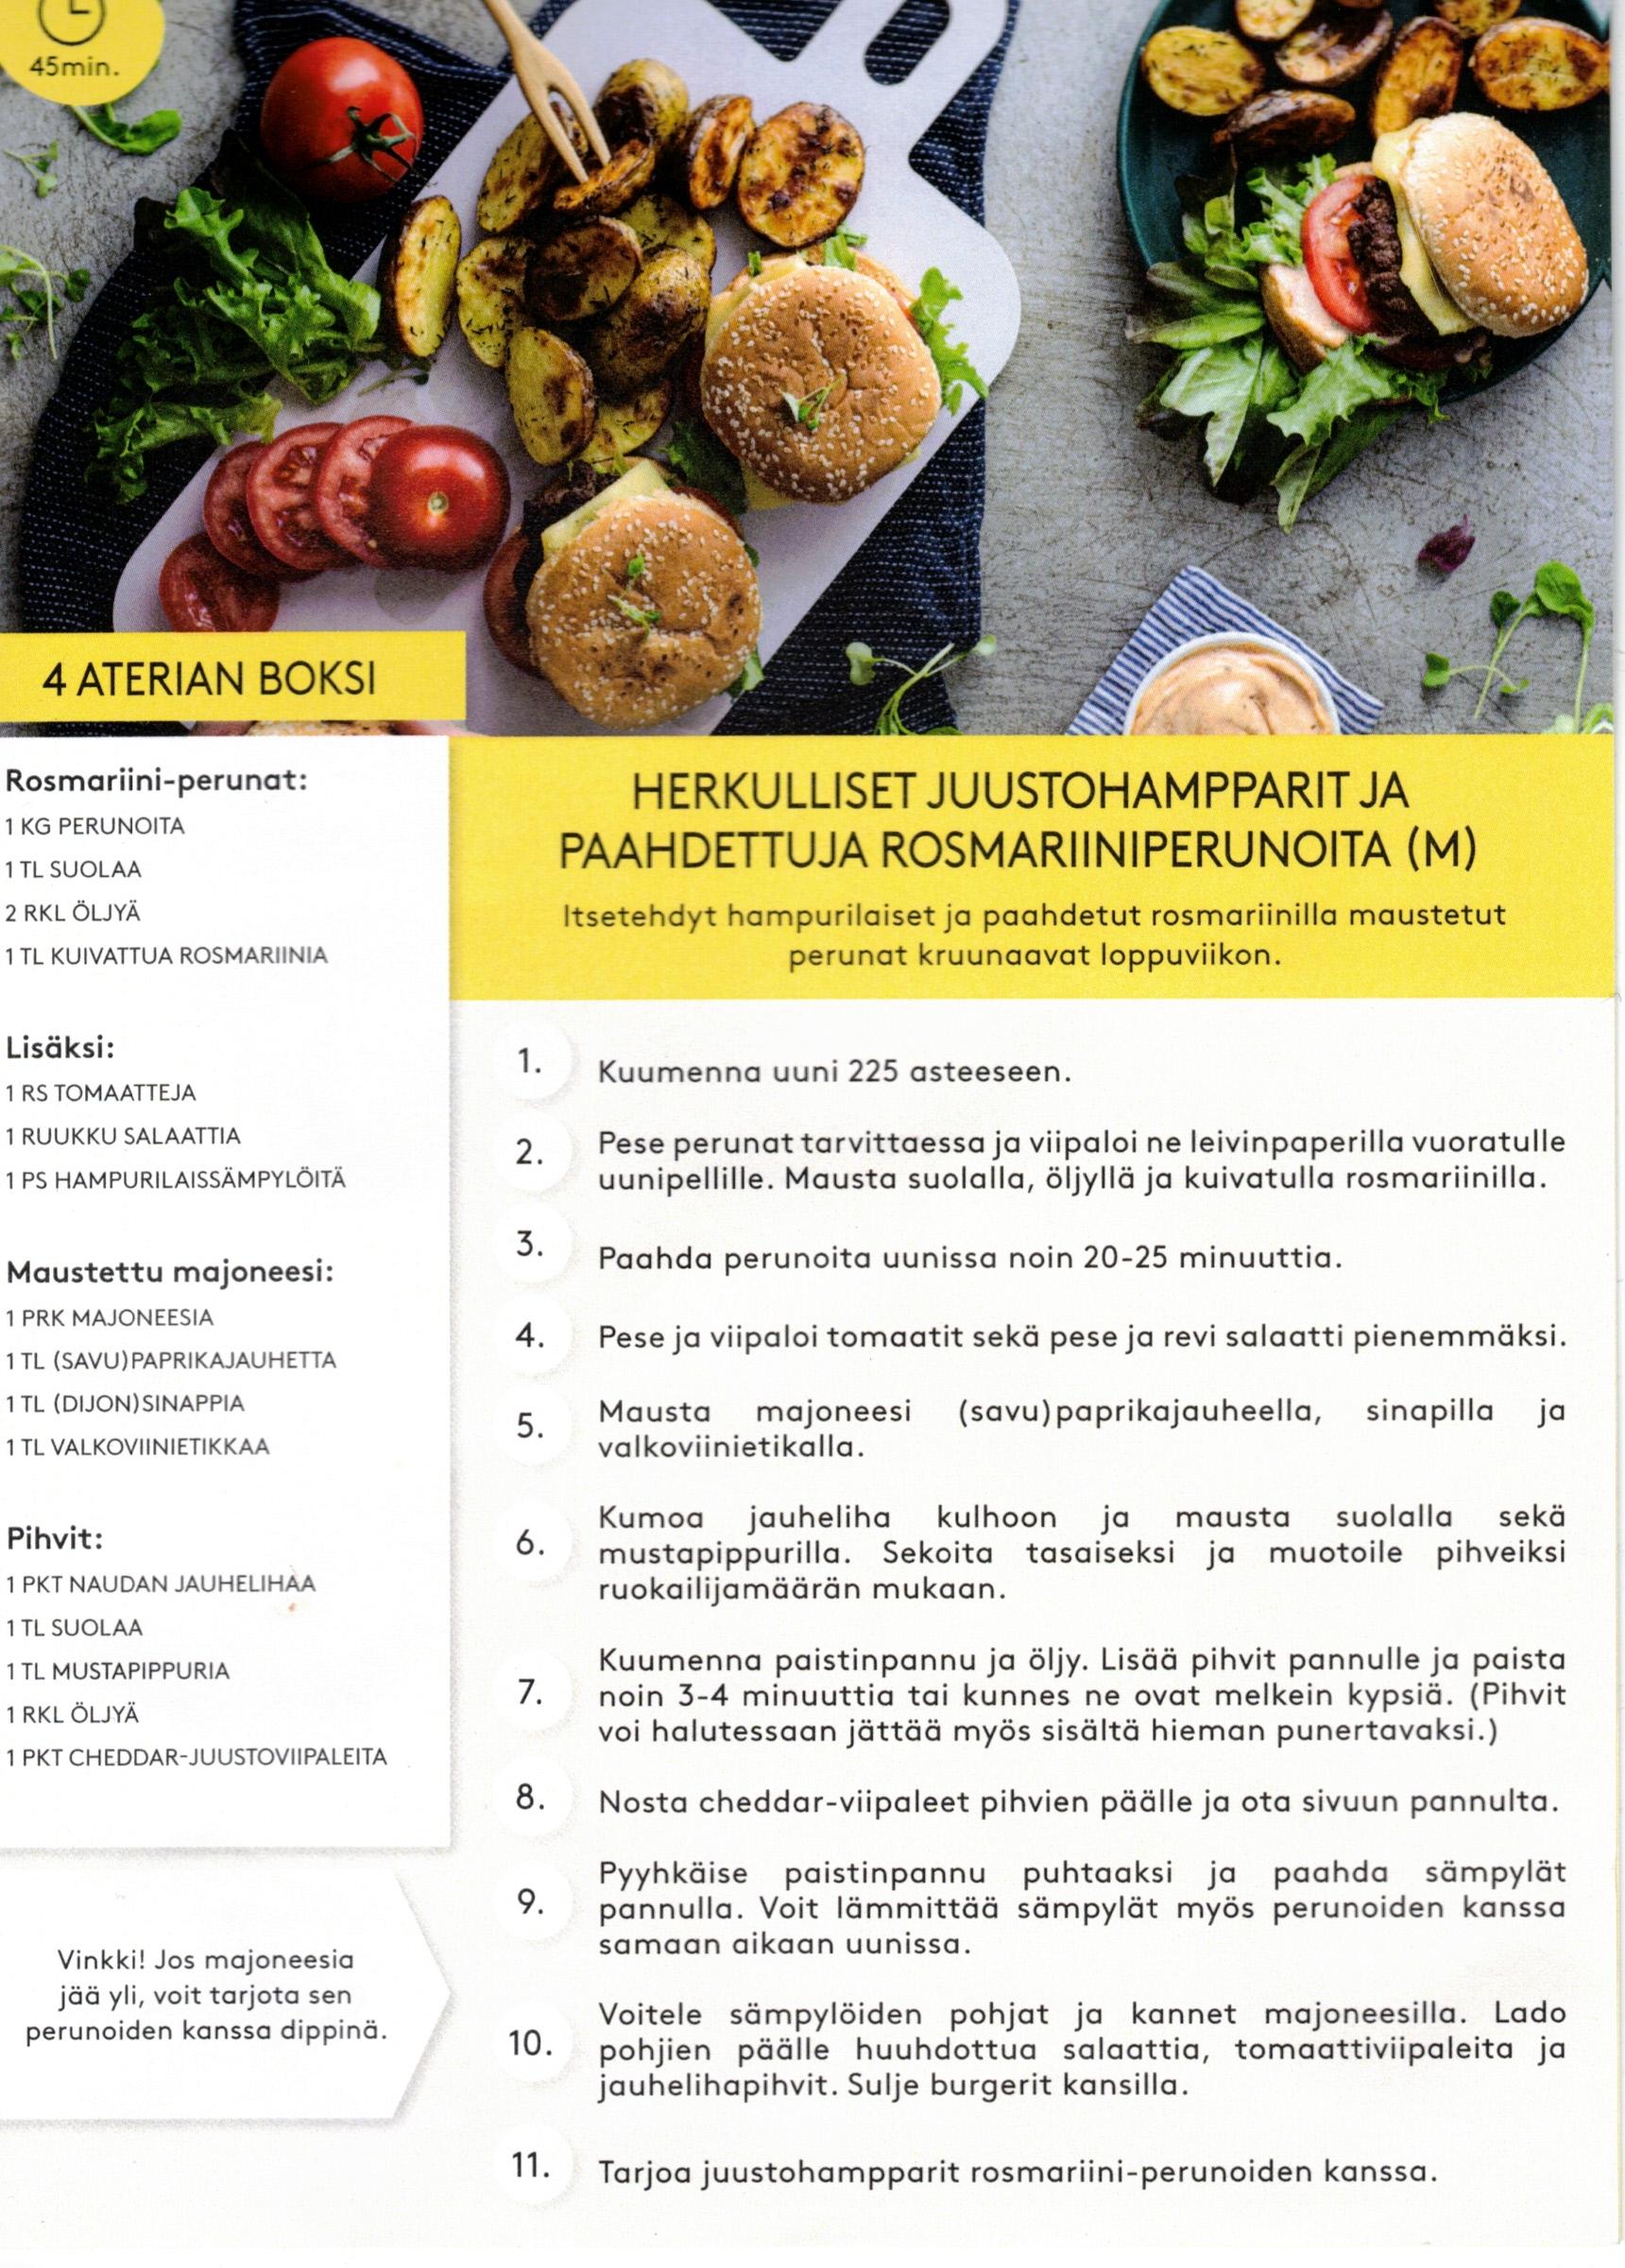 45min.
4 ATERIAN BOKSI
Rosmariini-perunat:
1 KG PERUNOITA
1 TL SUOLAA
2 RKL ÖLJYÄ
1 TL KUIVATTUA ROSMARIINIA
Lisäksi:
1 RS TOMAATTEJA
1 RUUKKU SALAATTIA
1 PS HAMPURILAISSÄMPYLÖITÄ
Maustettu majoneesi:
1 PRK MAJONEESIA
1 TL (SAVU)PAPRIKAJAUHETTA
1 TL (DIJON)SINAPPIA
1 TL VALKOVIINIETIKKAA
Pihvit:
1 PKT NAUDAN JAUHELIHAA
1 TL SUOLAA
1 TL MUSTAPIPPURIA
1 RKL ÖLJYÄ
1 PKT CHEDDAR-JUUSTOVIIPALEITA
Vinkki! Jos majoneesia
jää yli, voit tarjota sen
perunoiden kanssa dippinä.
HERKULLISET JUUSTOHAMPPARIT JA
PAAHDETTUJA ROSMARIINIPERUNOITA (M)
Itsetehdyt hampurilaiset ja paahdetut rosmariinilla maustetut
perunat kruunaavat loppuviikon.
1. Kuumenna uuni 225 asteeseen.
2. Pese perunat tarvittaessa ja viipaloi ne leivinpaperilla vuoratulle
uunipellille. Mausta suolalla, öljyllä ja kuivatulla rosmariinilla.
3. Paahda perunoita uunissa noin 20-25 minuuttia.
4. Pese ja viipaloi tomaatit sekä pese ja revi salaatti pienemmäksi.
5. Mausta majoneesi (savu)paprikajauheella, sinapilla ja
valkoviinietikalla.
6. Kumoa jauheliha kulhoon ja mausta suolalla sekä
mustapippurilla. Sekoita tasaiseksi ja muotoile pihveiksi
ruokailijamäärän mukaan.
7. Kuumenna paistinpannu ja öljy. Lisää pihvit pannulle ja paista
noin 3-4 minuuttia tai kunnes ne ovat melkein kypsiä. (Pihvit
voi halutessaan jättää myös sisältä hieman punertavaksi.)
8. Nosta cheddar-viipaleet pihvien päälle ja ota sivuun pannulta.
9. Pyyhkäise paistinpannu puhtaaksi ja paahda sämpylät
pannulla. Voit lämmittää sämpylät myös perunoiden kanssa
samaan aikaan uunissa.
10. Voitele sämpylöiden pohjat ja kannet majoneesilla. Lado
pohjien päälle huuhdottua salaattia, tomaattiviipaleita ja
jauhelihapihvit. Sulje burgerit kansilla.
11. Tarjoa juustohampparit rosmariini-perunoiden kanssa.